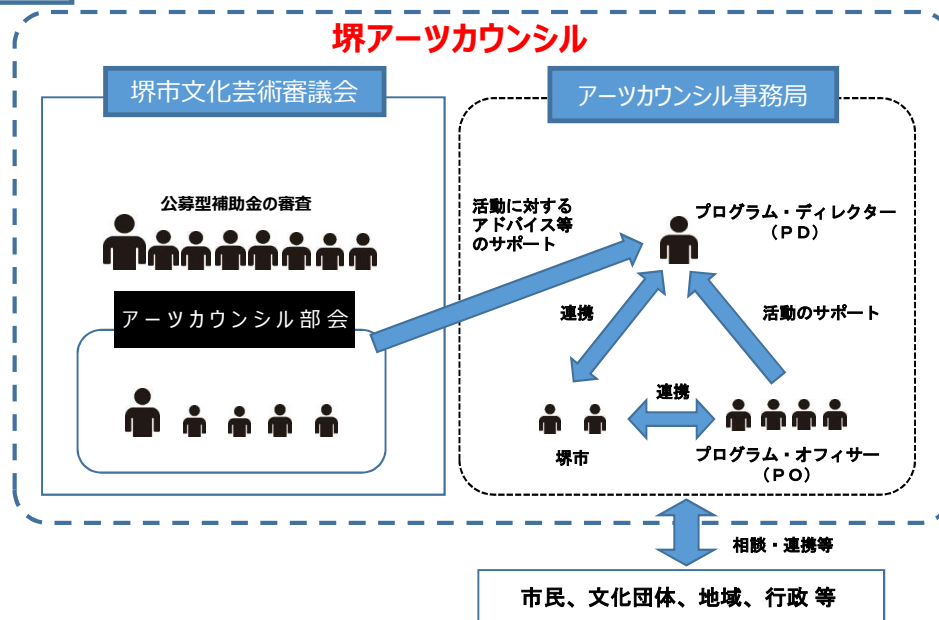 堺アーツカウンシル
堺市文化芸術審議会
アーツカウンシル事務局
公募型補助金の審査
アーツカウンシル部会
活動に対する
アドバイス等
のサポート
プログラム・ディレクター
（ＰＤ）
連携
活動のサポート
連携
堺市
プログラム・オフィサー
（ＰＯ）
相談・連携等
市民、文化団体、地域、行政 等